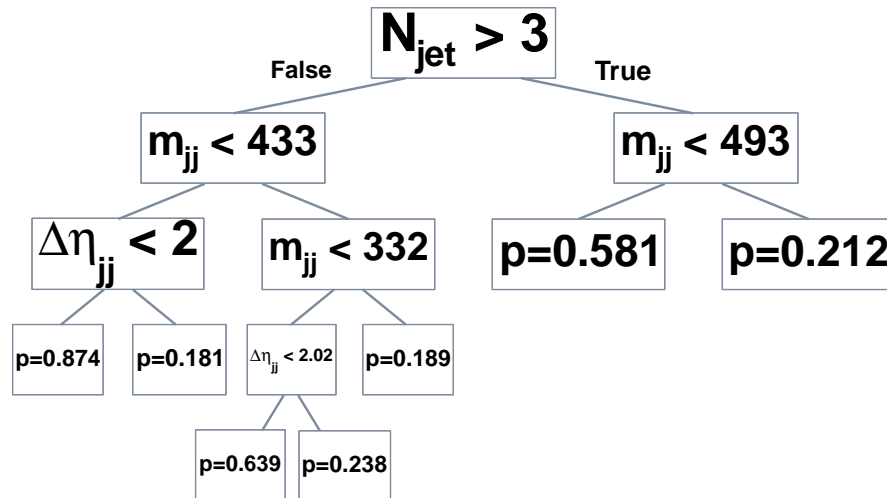 N_jet > 3
False
True
m_jj < 433
m_jj < 493
Δη_jj < 2
m_jj < 332
p=0.581
p=0.212
p=0.874
p=0.181
Δη_jj < 2.02
p=0.189
p=0.639
p=0.238